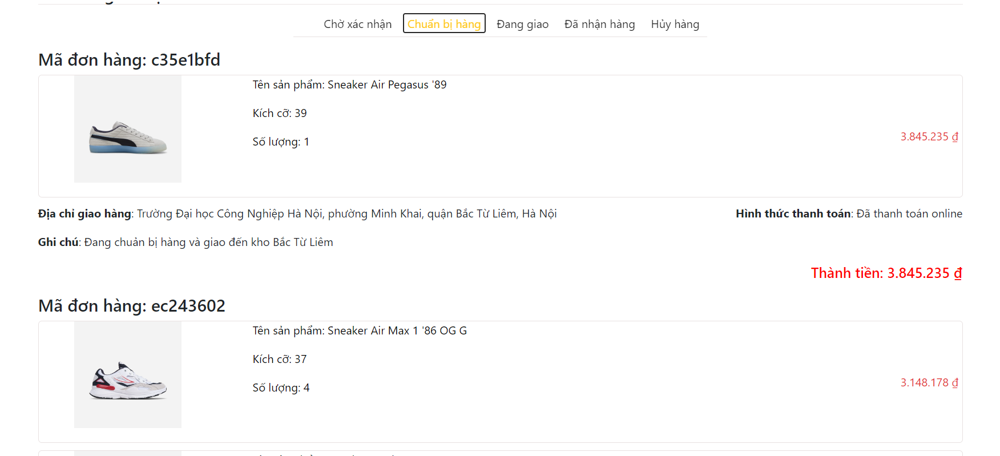 Chờ xác nhận Chuẩn bị hàng Đang giao Đã nhận hàng Hủy hàng
Mã đơn hàng: c35e1bfd
Tên sản phẩm: Sneaker Air Pegasus '89
Kích cỡ: 39
Số lượng: 1
3.845.235 ₫
Địa chỉ giao hàng: Trường Đại học Công Nghiệp Hà Nội, phường Minh Khai, quận Bắc Từ Liêm, Hà Nội
Hình thức thanh toán: Đã thanh toán online
Ghi chú: Đang chuản bị hàng và giao đến kho Bắc Từ Liêm
Thành tiền: 3.845.235 ₫
Mã đơn hàng: ec243602
Tên sản phẩm: Sneaker Air Max 1 '86 OG G
Kích cỡ: 37
Số lượng: 4
3.148.178 ₫